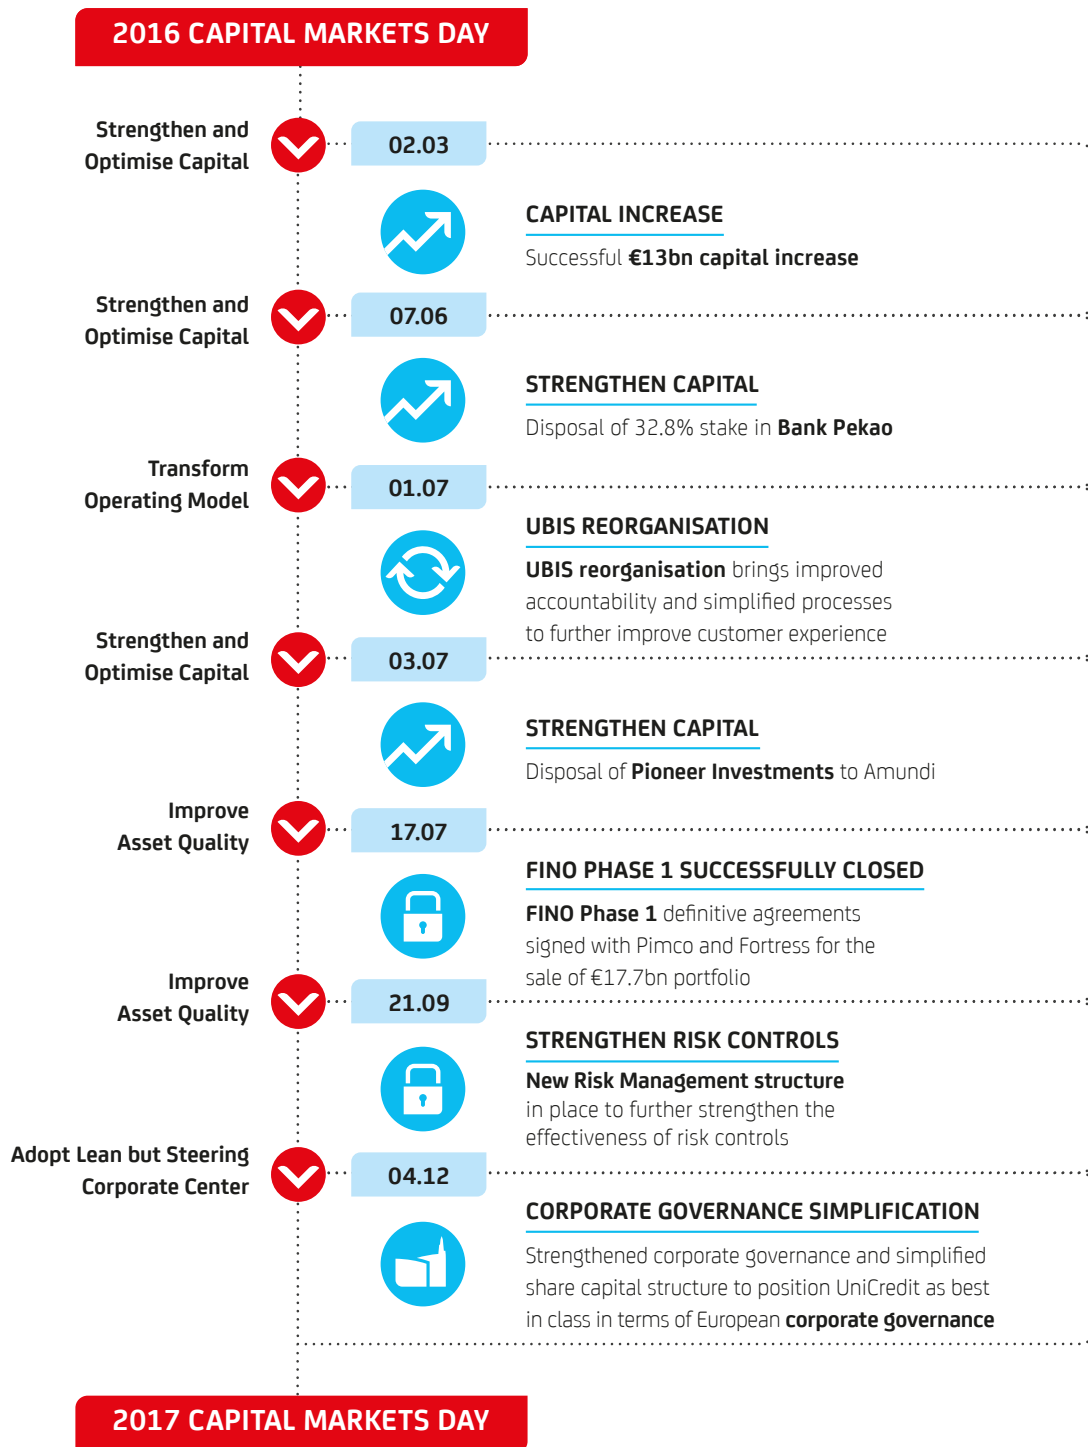 2016 CAPITAL MARKETS DAY
Strengthen and
Optimise Capital
02.03
CAPITAL INCREASE
Successful €13bn capital increase
Strengthen and
Optimise Capital
07.06
STRENGTHEN CAPITAL
Disposal of 32.8% stake in Bank Pekao
Transform
Operating Model
01.07
UBIS REORGANISATION
UBIS reorganisation brings improved
accountability and simplified processes
to further improve customer experience
Strengthen and
Optimise Capital
03.07
STRENGTHEN CAPITAL
Disposal of Pioneer Investments to Amundi
Improve
Asset Quality
17.07
FINO PHASE 1 SUCCESSFULLY CLOSED
FINO Phase 1 definitive agreements
signed with Pimco and Fortress for the
sale of €17.7bn portfolio
Improve
Asset Quality
21.09
STRENGTHEN RISK CONTROLS
New Risk Management structure
in place to further strengthen the
effectiveness of risk controls
Adopt Lean but Steering
Corporate Center
04.12
CORPORATE GOVERNANCE SIMPLIFICATION
Strengthened corporate governance and simplified
share capital structure to position UniCredit as best
in class in terms of European corporate governance
2017 CAPITAL MARKETS DAY